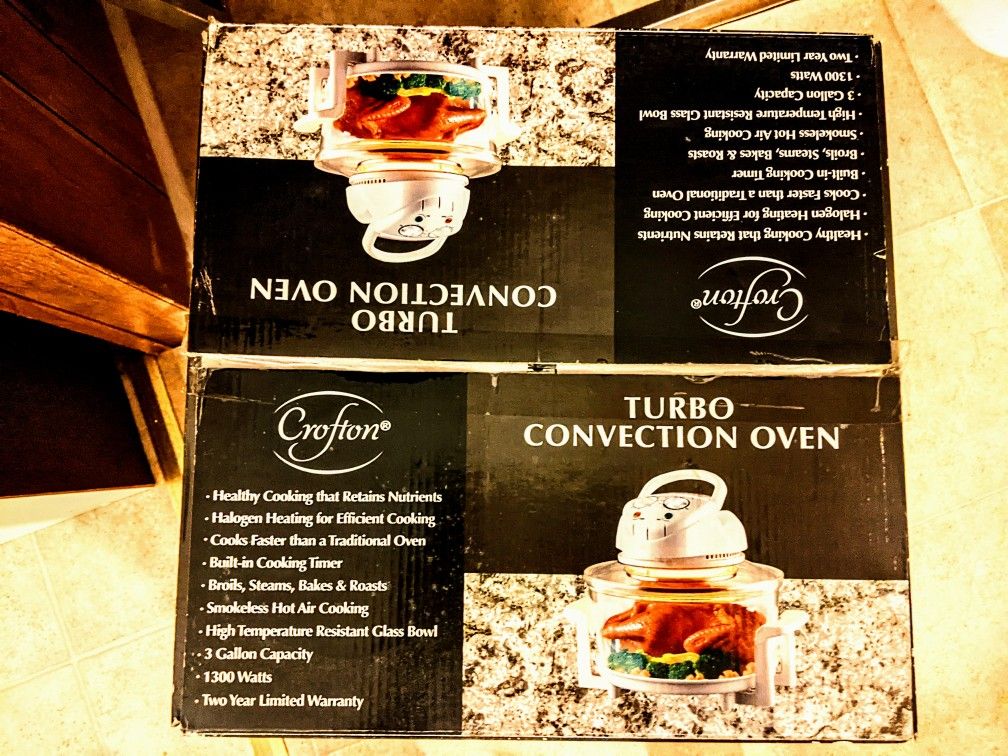 · Two Year Limited Warranty
· 1300 Watts
· 3 Gallon Capacity
· High Temperature Resistant Glass Bowl
· Smokeless Hot Air Cooking
· Broils, Steams, Bakes & Roasts
· Built-in Cooking Timer
· Cooks Faster than a Traditional Oven
· Halogen Heating for Efficient Cooking
· Healthy Cooking that Retains Nutrients
Crofton®
CONVECTION OVEN
TURBO
Crofton®
· Healthy Cooking that Retains Nutrients
· Halogen Heating for Efficient Cooking
· Cooks Faster than a Traditional Oven
· Built-in Cooking Timer
· Broils, Steams, Bakes & Roasts
· Smokeless Hot Air Cooking
· High Temperature Resistant Glass Bowl
· 3 Gallon Capacity
· 1300 Watts
· Two Year Limited Warranty
TURBO
CONVECTION OVEN